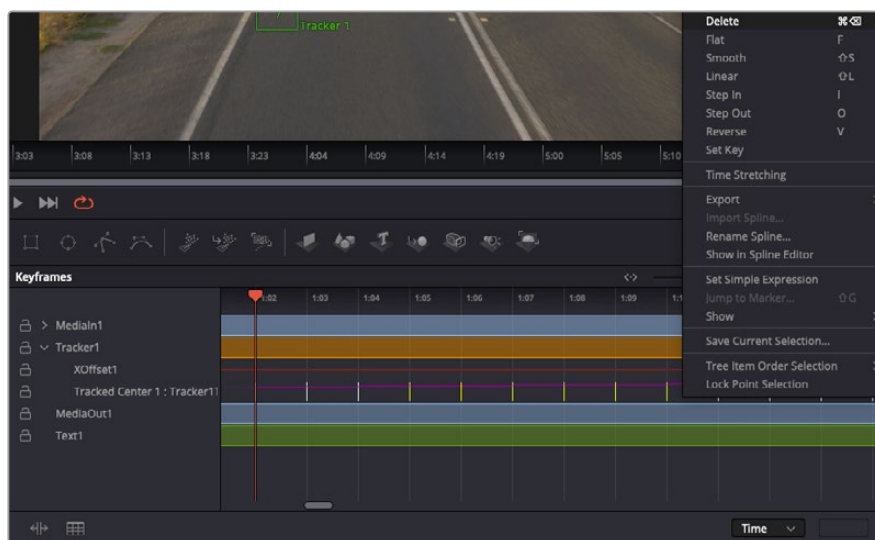 Tracker 1
Delete ⌘⌫
Flat F
Smooth ⇧S
Linear ⇧L
Step In I
Step Out O
Reverse V
Set Key
Time Stretching
Export
Import Spline...
Rename Spline...
Show in Spline Editor
Set Simple Expression
Jump to Marker... ⇧G
Show
Save Current Selection...
Tree Item Order Selection
Lock Point Selection
3:03 3:08 3:13 3:18 3:23 4:04 4:09 4:14 4:19 5:00 5:05 5:10
Keyframes
1:02 1:03 1:04 1:05 1:06 1:07 1:08 1:09
MediaIn1
Tracker1
XOffset1
Tracked Center 1 : Tracker1
MediaOut1
Text1
Time